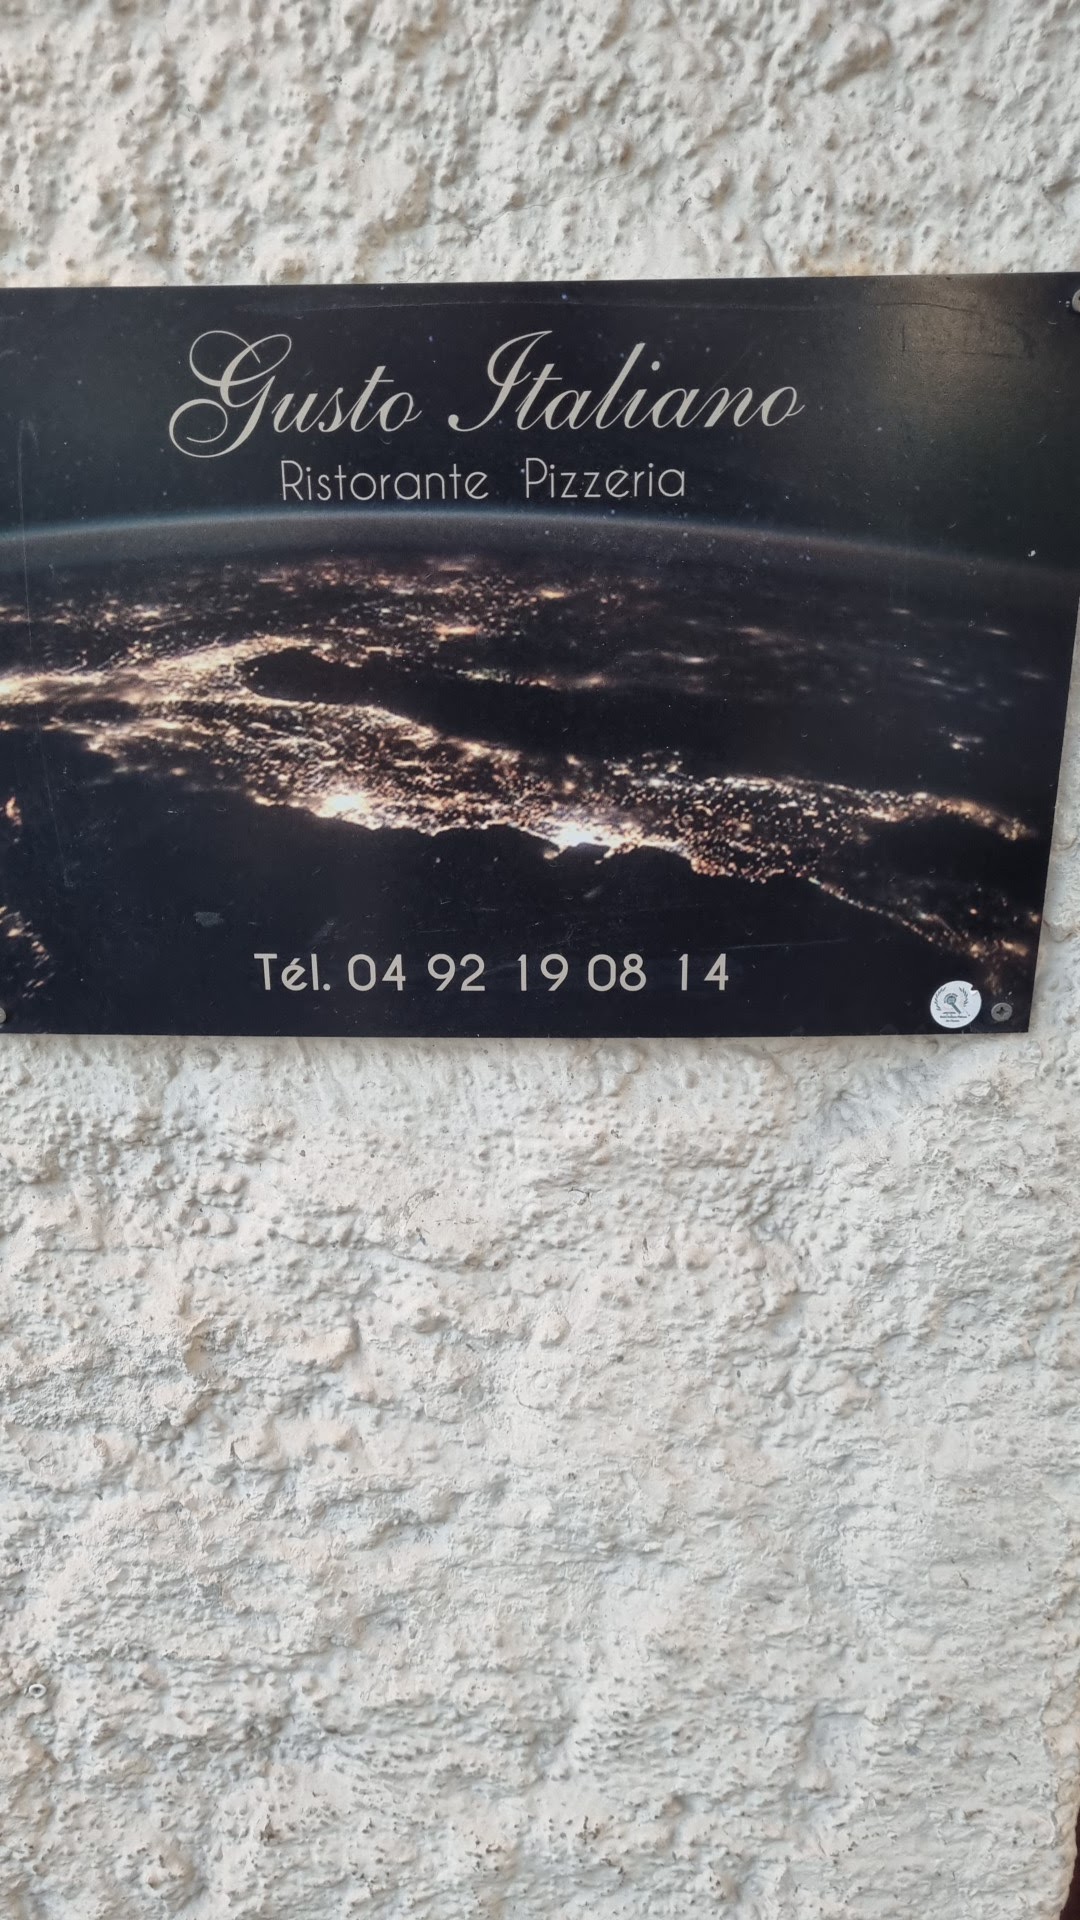 Gusto Italiano
Ristorante Pizzeria
Tél. 04 92 19 08 14